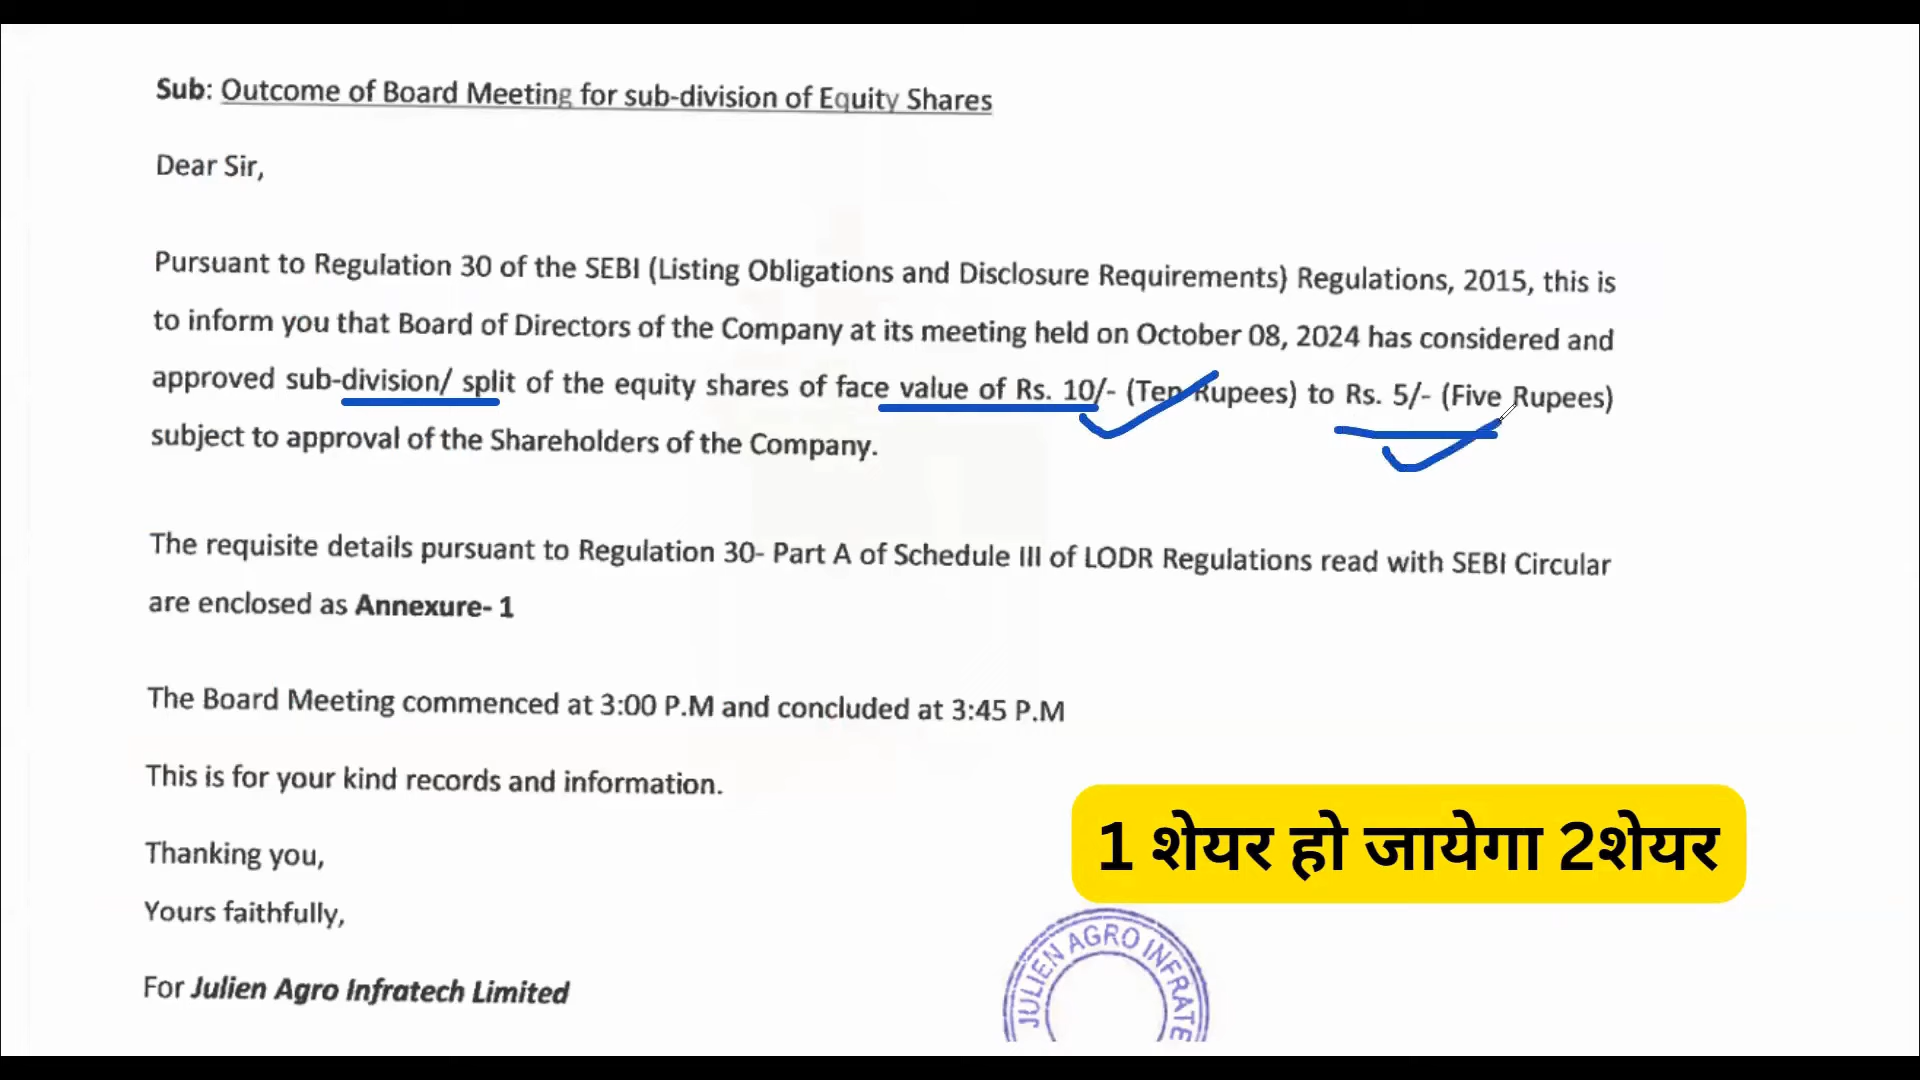 Sub: Outcome of Board Meeting for sub-division of Equity Shares
Dear Sir,
Pursuant to Regulation 30 of the SEBI (Listing Obligations and Disclosure Requirements) Regulations, 2015, this is
to inform you that Board of Directors of the Company at its meeting held on October 08, 2024 has considered and
approved sub-division/ split of the equity shares of face value of Rs. 10/- (Ten Rupees) to Rs. 5/- (Five Rupees)
subject to approval of the Shareholders of the Company.
The requisite details pursuant to Regulation 30- Part A of Schedule III of LODR Regulations read with SEBI Circular
are enclosed as Annexure- 1
The Board Meeting commenced at 3:00 P.M and concluded at 3:45 P.M
This is for your kind records and information.
1 शेयर हो जायेगा 2शेयर
Thanking you,
Yours faithfully,
For Julien Agro Infratech Limited
JULIEN AGRO INFRATE